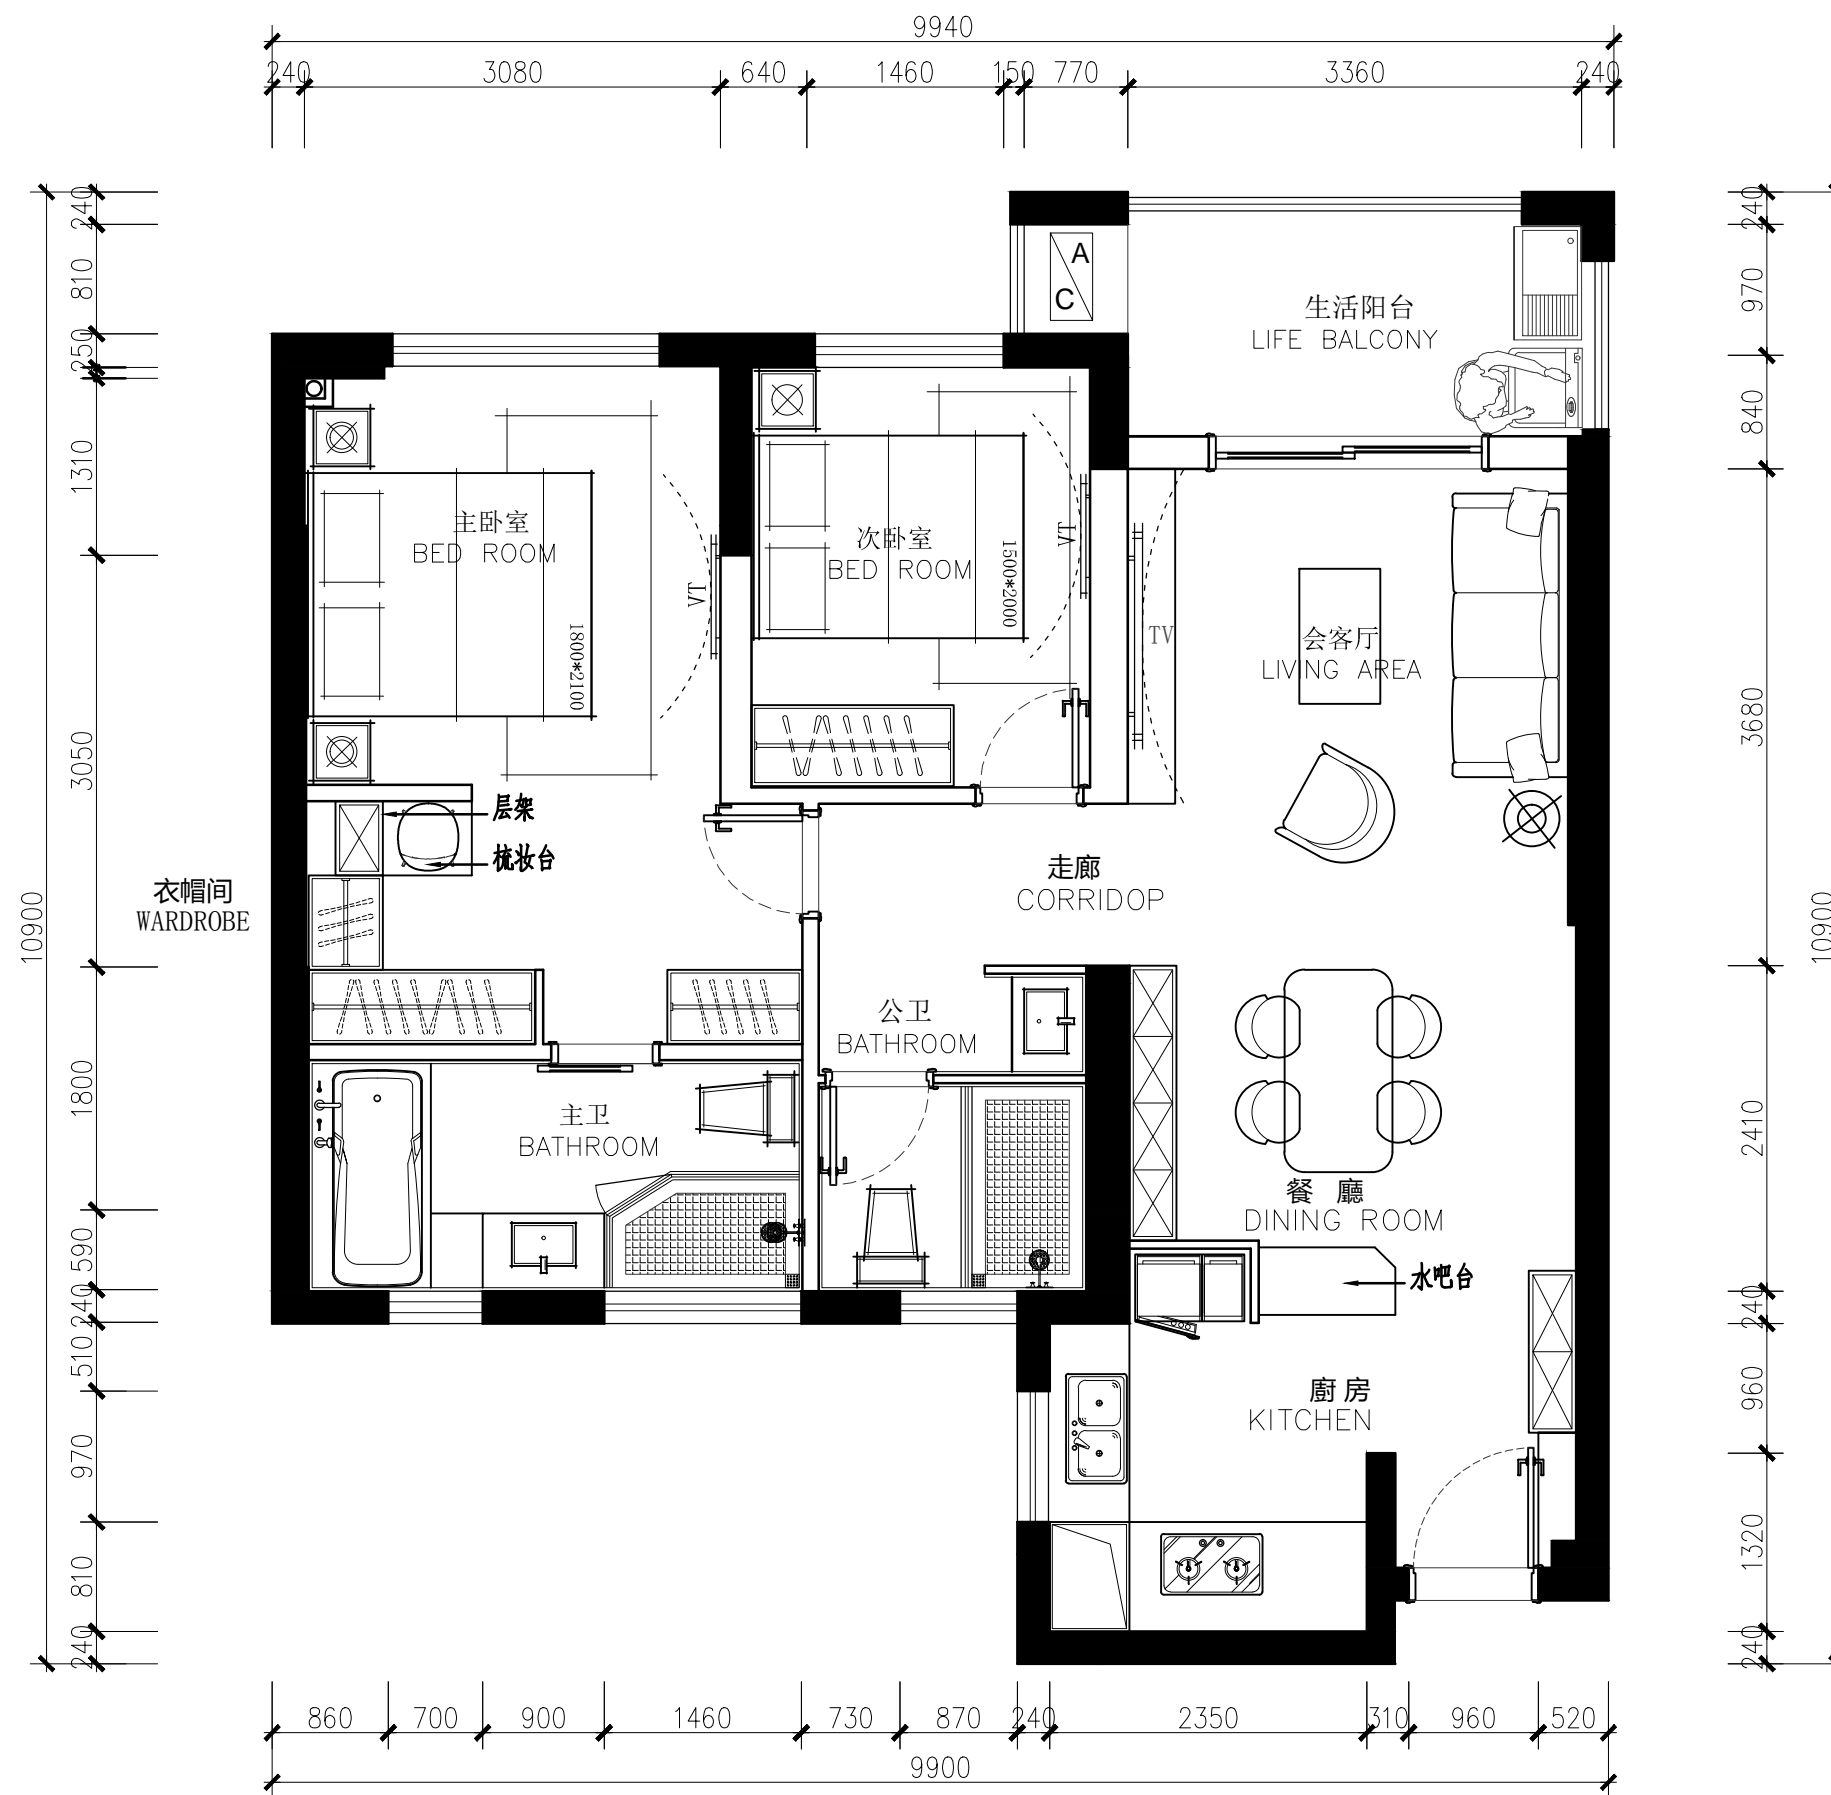 9940
240
3080
640
1460
150
770
3360
240
240
810
250
1310
3050
1800
590
240
510
970
810
240
10900
240
970
840
3680
2410
240
960
1320
240
10900
A
C
生活阳台
LIFE BALCONY
主卧室
BED ROOM
1800*2100
VT
次卧室
BED ROOM
1500*2000
VT
TV
会客厅
LIVING AREA
层架
梳妆台
衣帽间
WARDROBE
走廊
CORRIDOP
公卫
BATHROOM
主卫
BATHROOM
餐 廳
DINING ROOM
水吧台
廚房
KITCHEN
860
700
900
1460
730
870
240
2350
310
960
520
9900